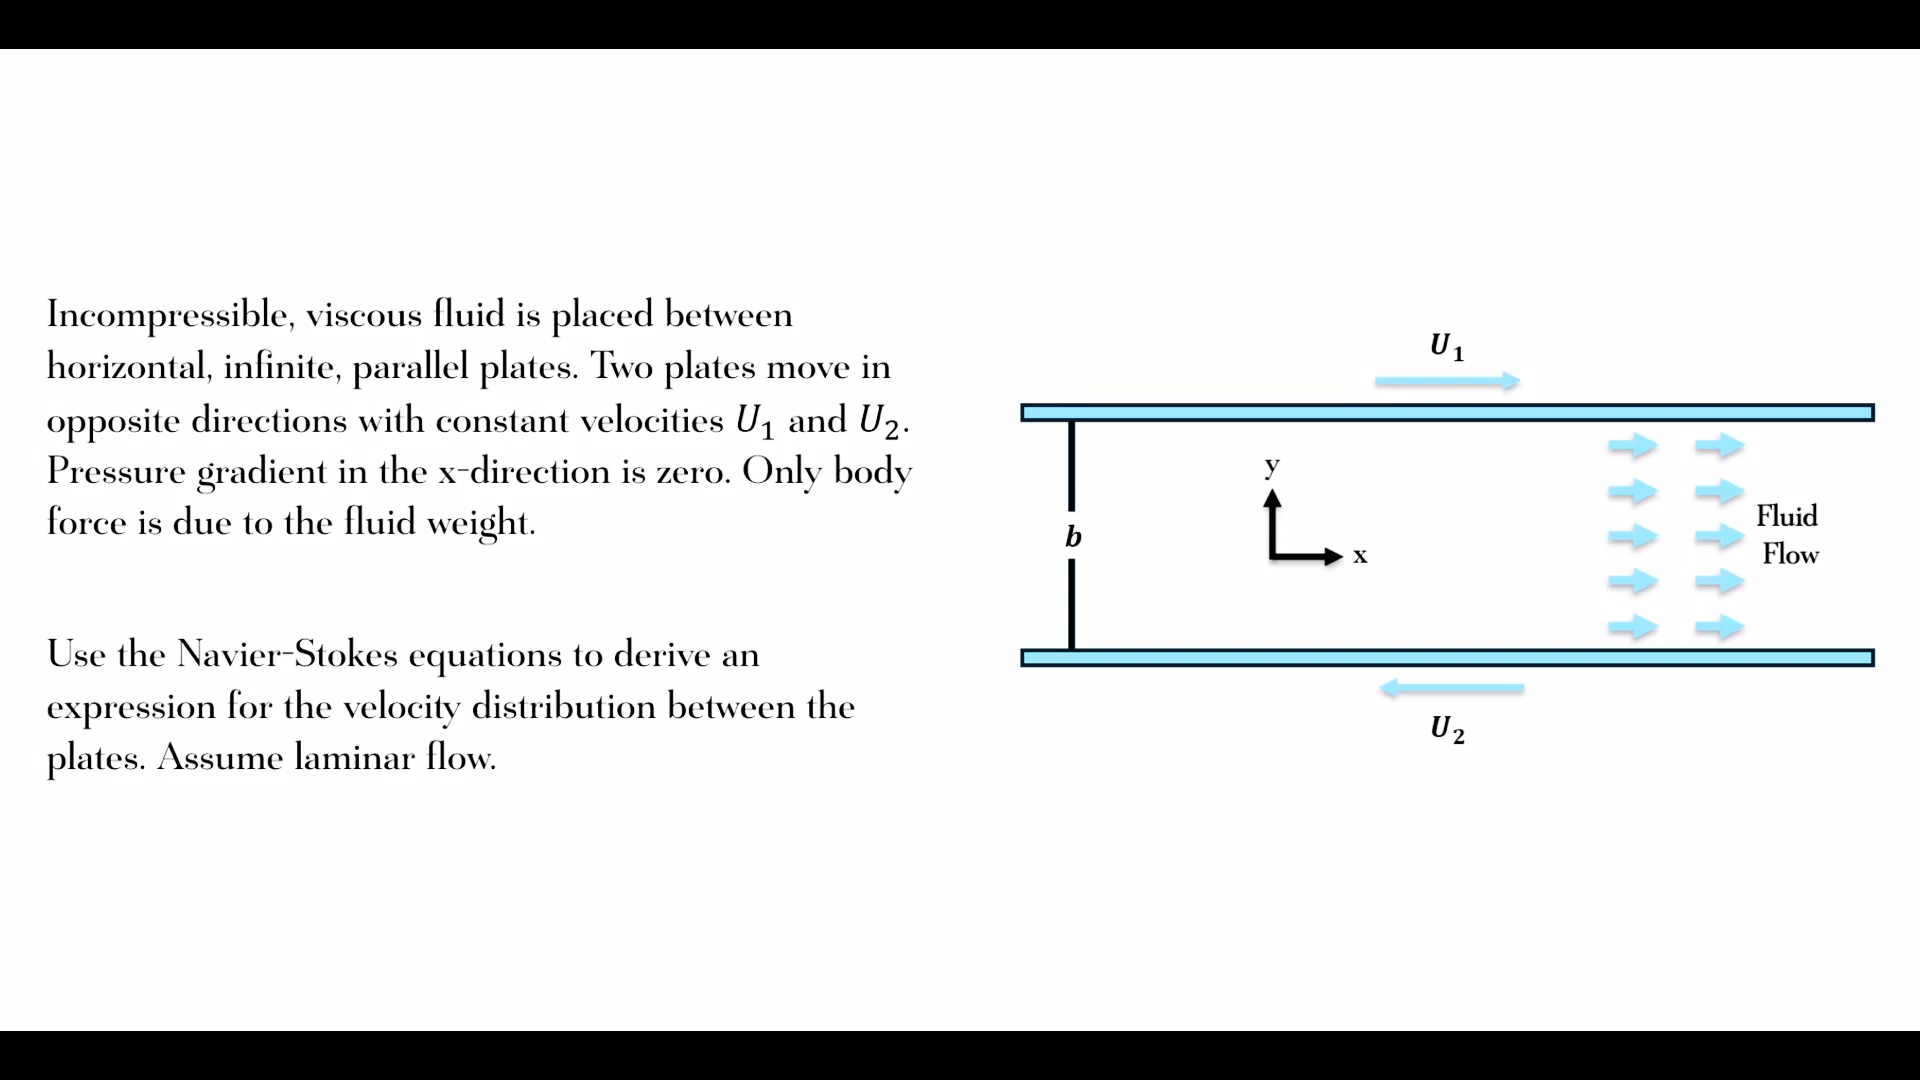 Incompressible, viscous fluid is placed between
horizontal, infinite, parallel plates. Two plates move in
opposite directions with constant velocities U₁ and U₂.
Pressure gradient in the x-direction is zero. Only body
force is due to the fluid weight.
Use the Navier-Stokes equations to derive an
expression for the velocity distribution between the
plates. Assume laminar flow.
U₁
y
x
b
Fluid
Flow
U₂